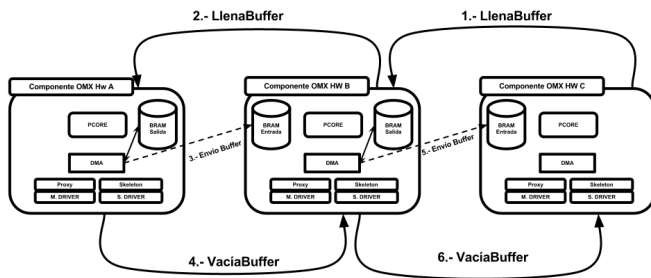 2.- LlenaBuffer
1.- LlenaBuffer
Componente OMX Hw A
PCORE
BRAM
Salida
DMA
Proxy
Skeleton
M. DRIVER
S. DRIVER
3.- Envio Buffer
Componente OMX HW B
BRAM
Entrada
PCORE
BRAM
Salida
DMA
Proxy
Skeleton
M. DRIVER
S. DRIVER
5.- Envio Buffer
Componente OMX HW C
BRAM
Entrada
PCORE
DMA
Proxy
Skeleton
M. DRIVER
S. DRIVER
4.- VacíaBuffer
6.- VacíaBuffer